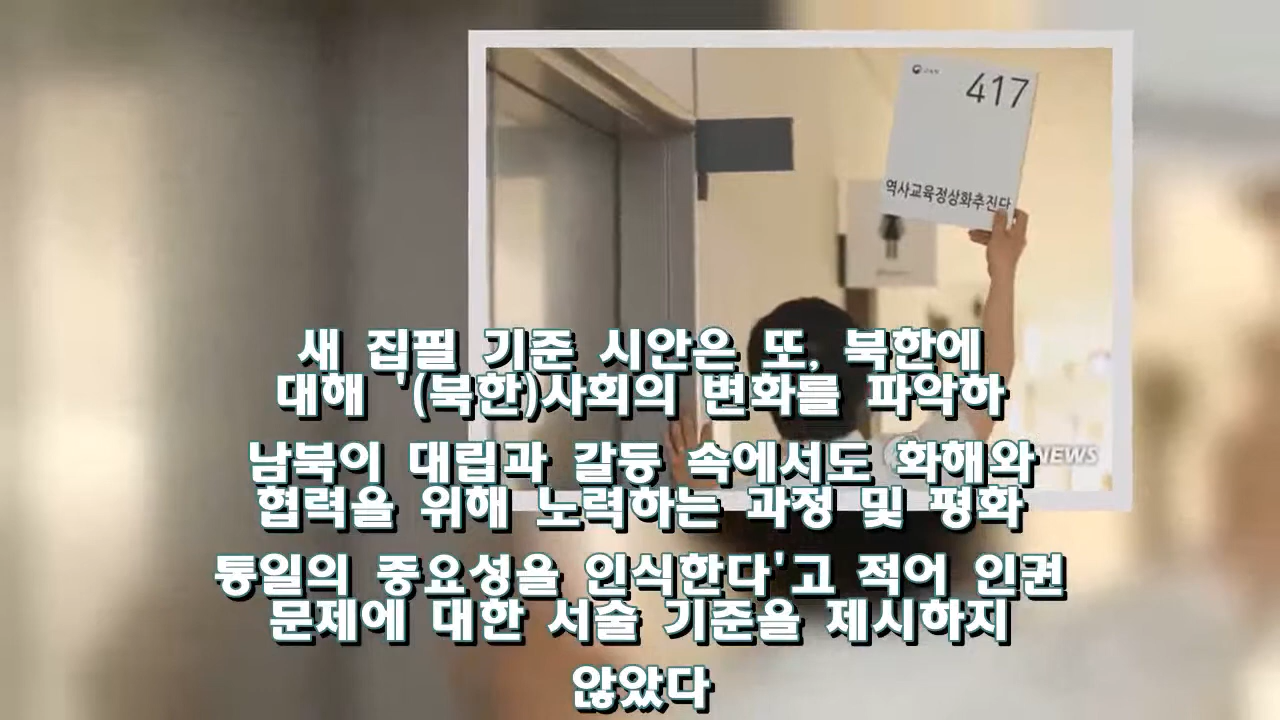 417
역사교육정상화추진단
NEWS
새 집필 기준 시안은 또, 북한에
대해 '(북한)사회의 변화를 파악하
남북이 대립과 갈등 속에서도 화해와
협력을 위해 노력하는 과정 및 평화
통일의 중요성을 인식한다'고 적어 인권
문제에 대한 서술 기준을 제시하지
않았다